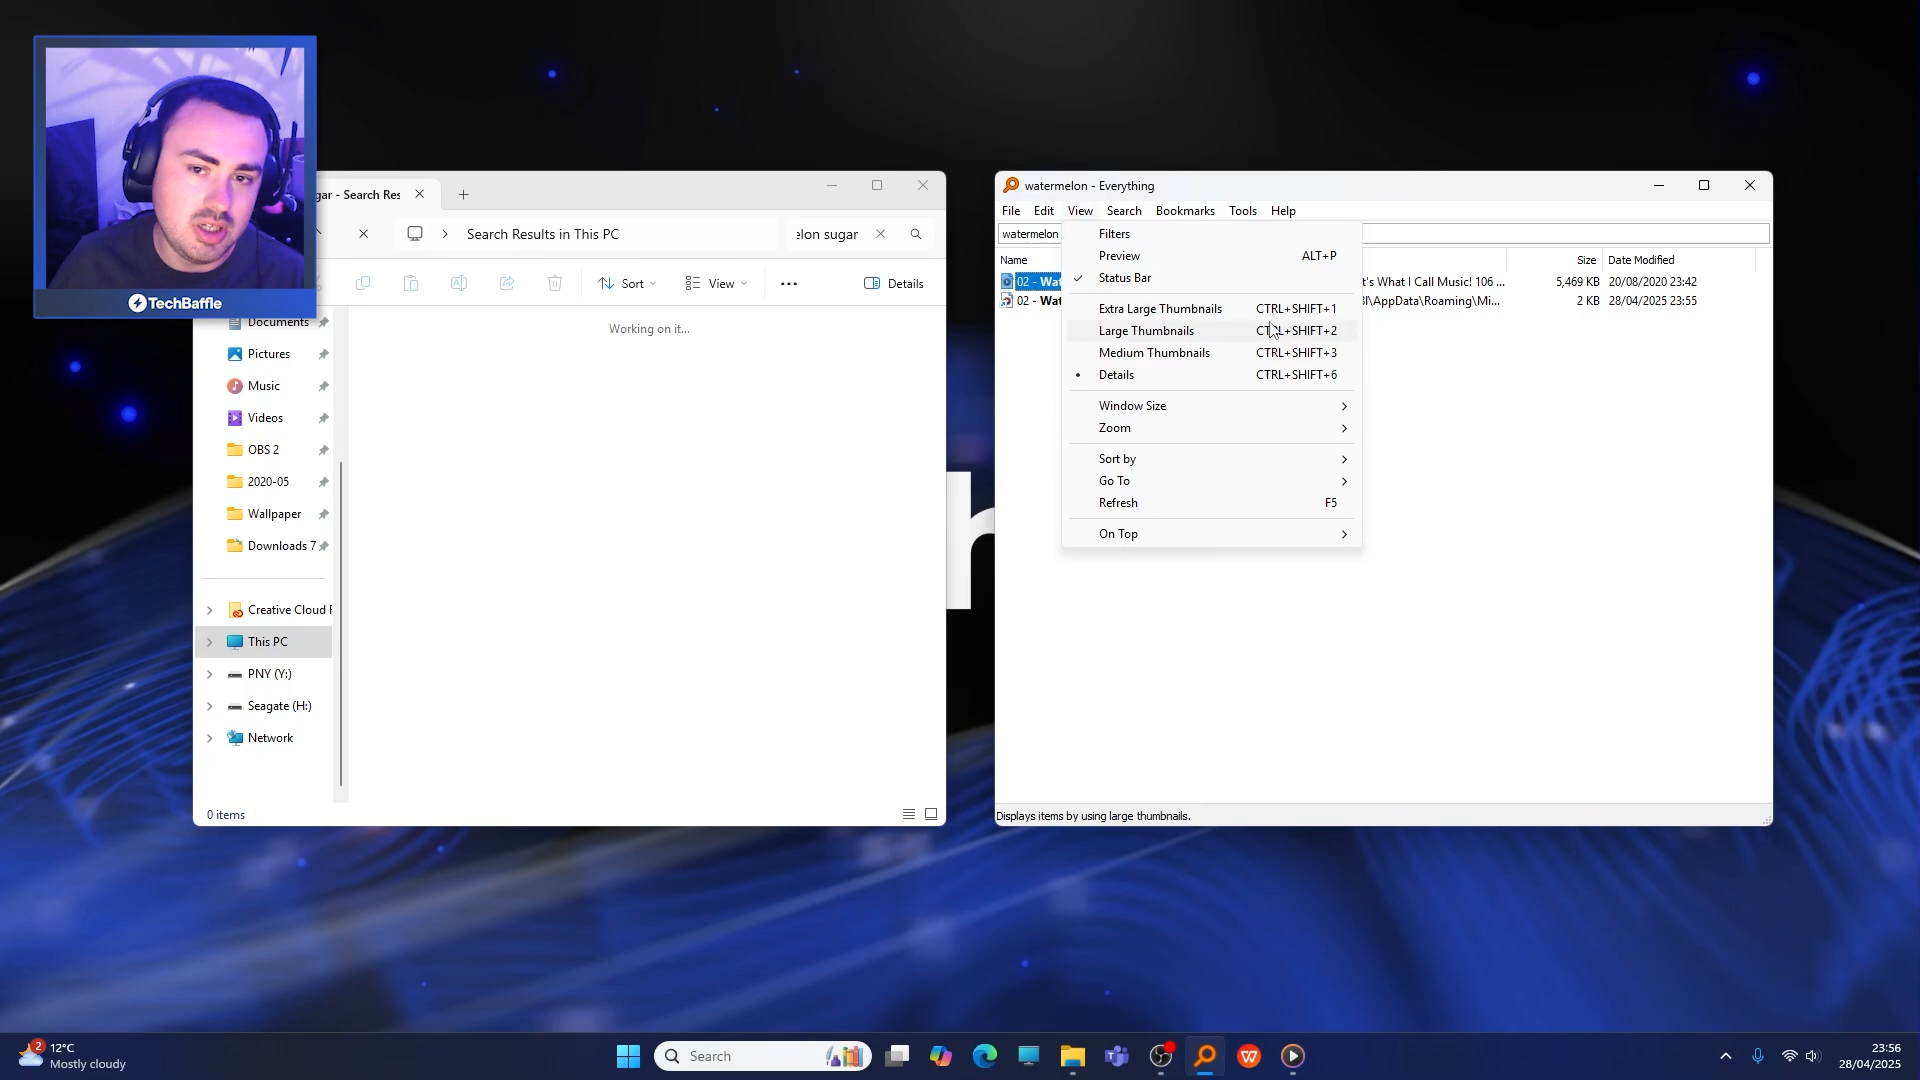 TechBaffle
gar - Search Res
Search Results in This PC
elon sugar
Sort
View
Details
Documents
Pictures
Music
Videos
OBS 2
2020-05
Wallpaper
Downloads 7
Creative Cloud F
This PC
PNY (Y:)
Seagate (H:)
Network
Working on it...
0 items
watermelon - Everything
File Edit View Search Bookmarks Tools Help
watermelon
Name Size Date Modified
02 - Wat t's What I Call Music! 106 ... 5,469 KB 20/08/2020 23:42
02 - Wat \AppData\Roaming\Mi... 2 KB 28/04/2025 23:55
Filters
Preview ALT+P
Status Bar
Extra Large Thumbnails CTRL+SHIFT+1
Large Thumbnails CTRL+SHIFT+2
Medium Thumbnails CTRL+SHIFT+3
Details CTRL+SHIFT+6
Window Size
Zoom
Sort by
Go To
Refresh F5
On Top
Displays items by using large thumbnails.
2
12°C
Mostly cloudy
Search
23:56
28/04/2025